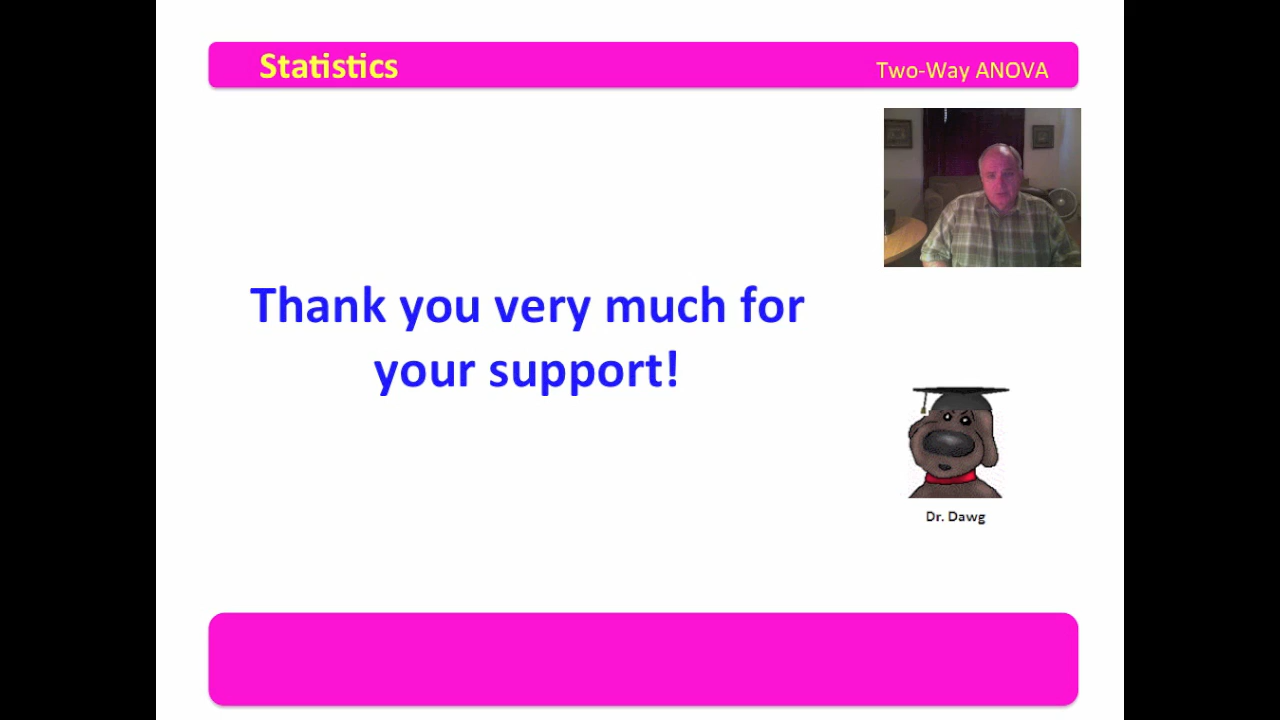 Statistics
Two-Way ANOVA
Thank you very much for
your support!
Dr. Dawg